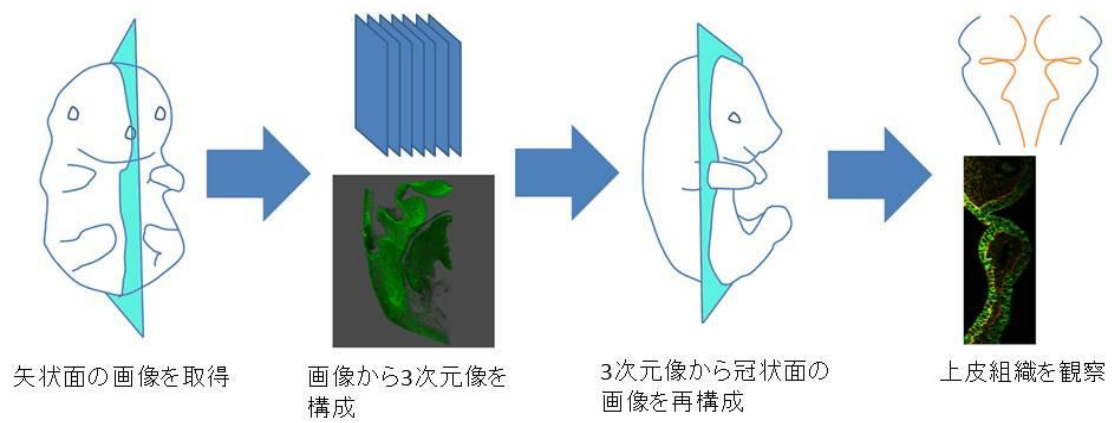 矢状面の画像を取得
画像から3次元像を
構成
3次元像から冠状面の
画像を再構成
上皮組織を観察